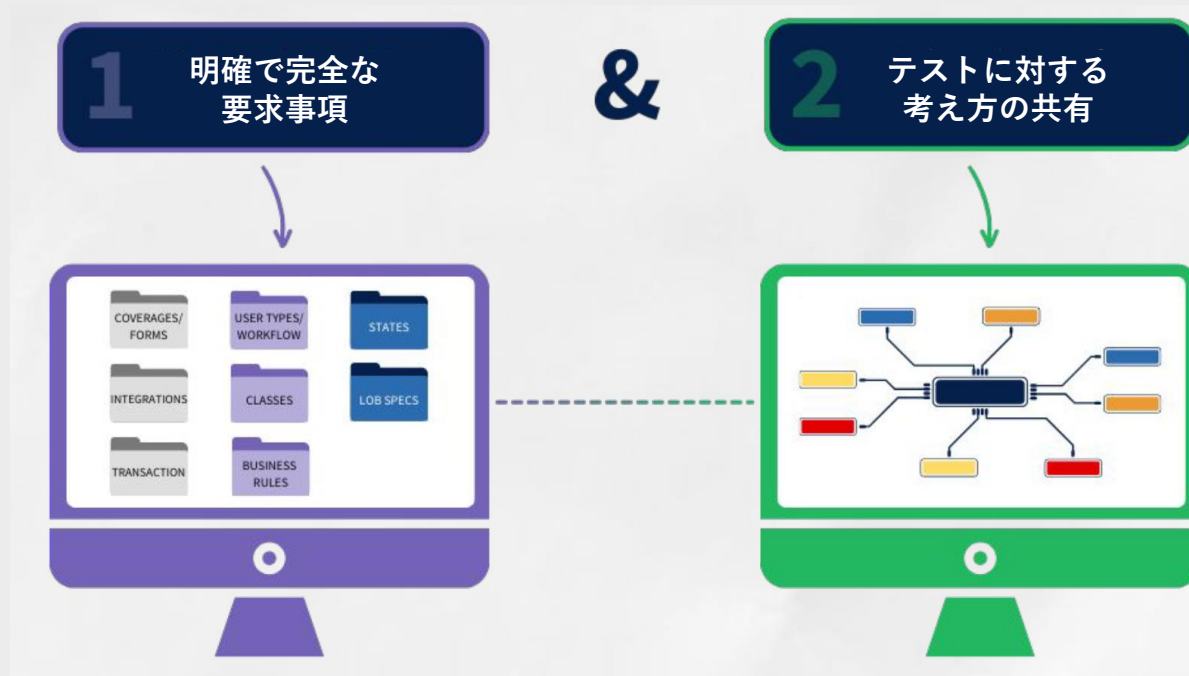 1
明確で完全な
要求事項
&
2
テストに対する
考え方の共有
COVERAGES/
FORMS
USER TYPES/
WORKFLOW
STATES
INTEGRATIONS
CLASSES
LOB SPECS
TRANSACTION
BUSINESS
RULES